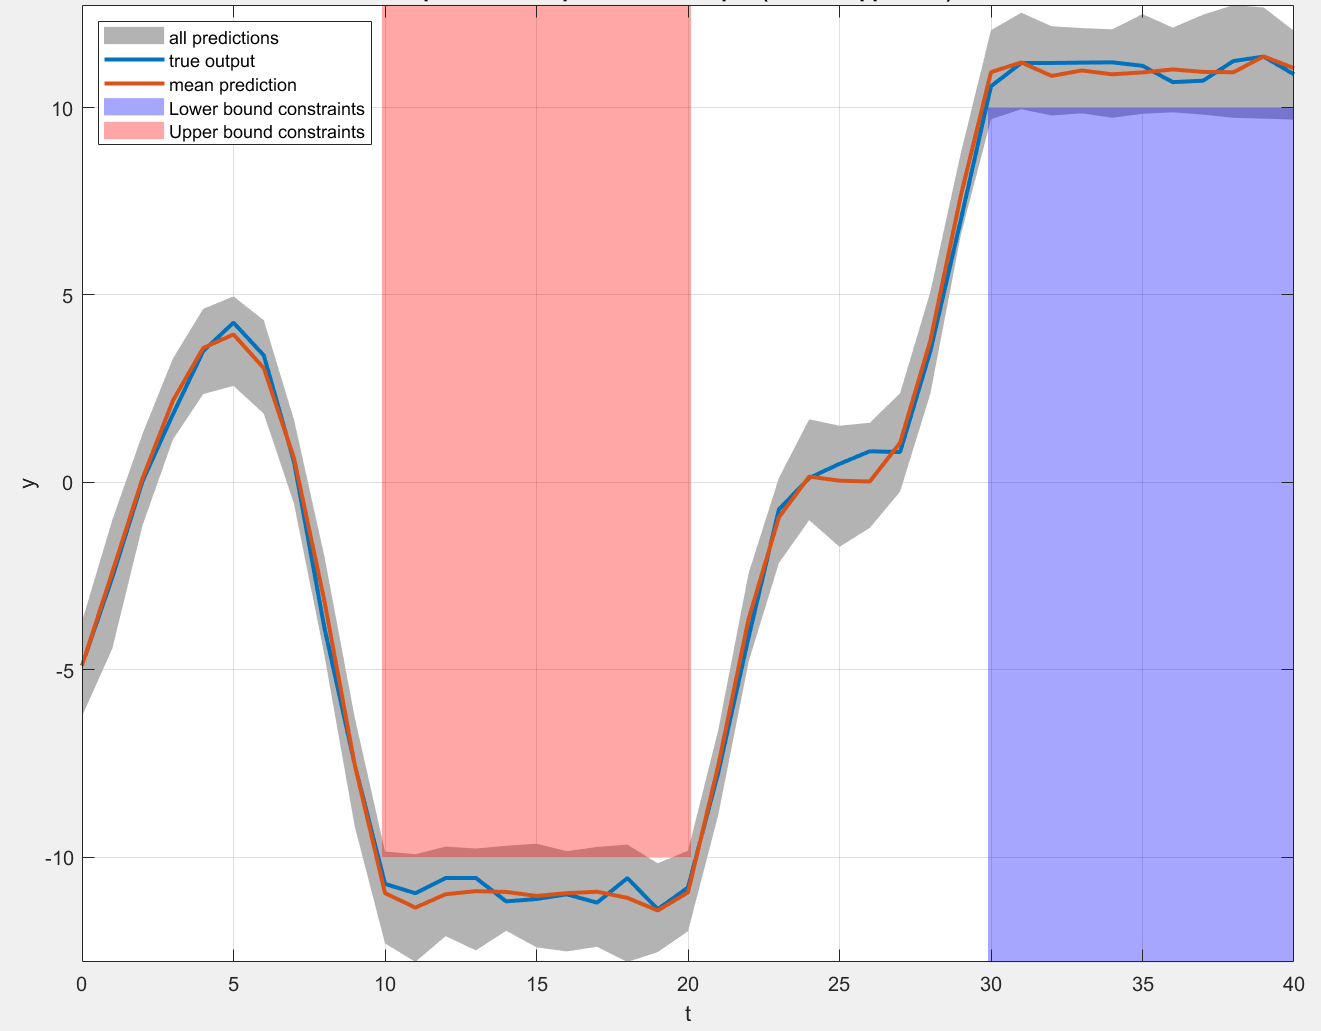 all predictions
true output
mean prediction
Lower bound constraints
Upper bound constraints
10
5
0
-5
-10
y
0 5 10 15 20 25 30 35 40
t